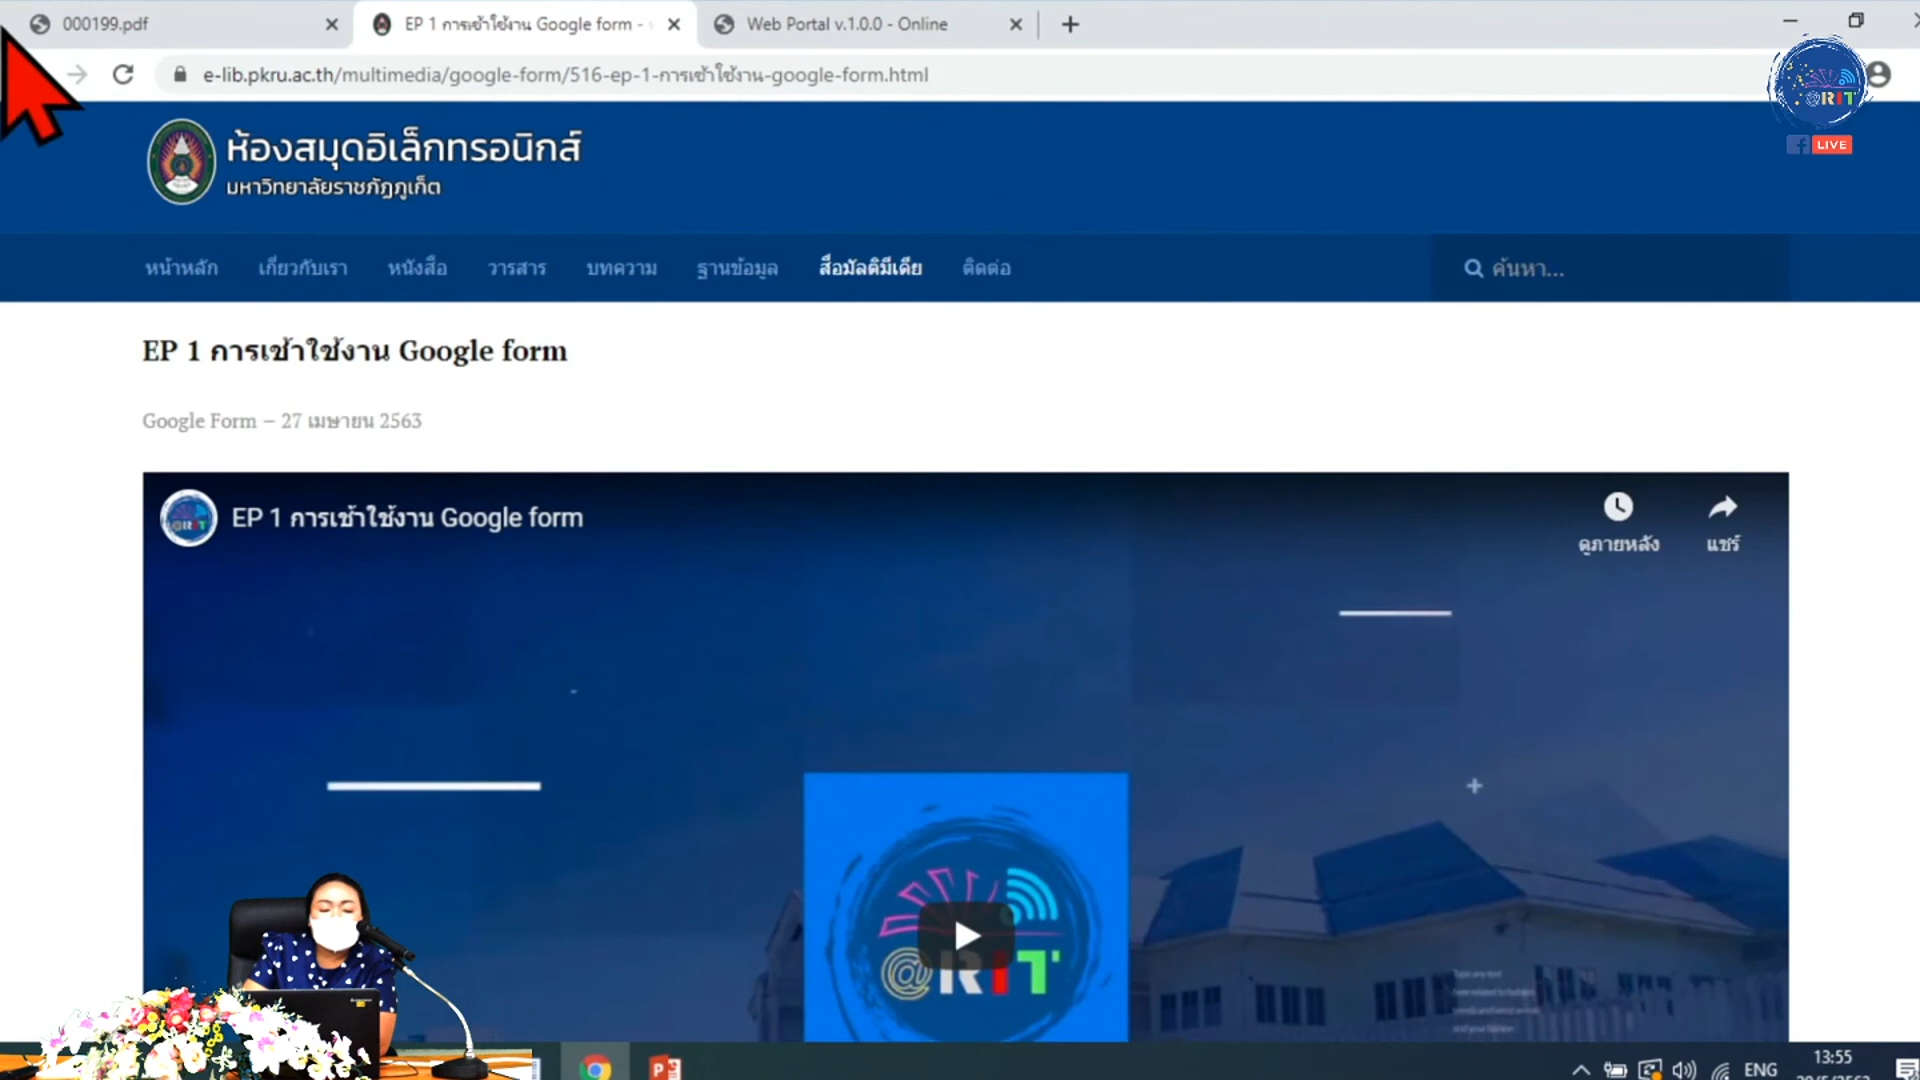 000199.pdf
EP 1 การเข้าใช้งาน Google form -
Web Portal v.1.0.0 - Online
e-lib.pkru.ac.th/multimedia/google-form/516-ep-1-การเข้าใช้งาน-google-form.html
@RIT
LIVE
ห้องสมุดอิเล็กทรอนิกส์
มหาวิทยาลัยราชภัฏภูเก็ต
หน้าหลัก เกี่ยวกับเรา หนังสือ วารสาร บทความ ฐานข้อมูล สื่อมัลติมีเดีย ติดต่อ ค้นหา...
EP 1 การเข้าใช้งาน Google form
Google Form – 27 เมษายน 2563
@RIT
EP 1 การเข้าใช้งาน Google form
ดูภายหลัง
แชร์
@RIT
ENG
13:55